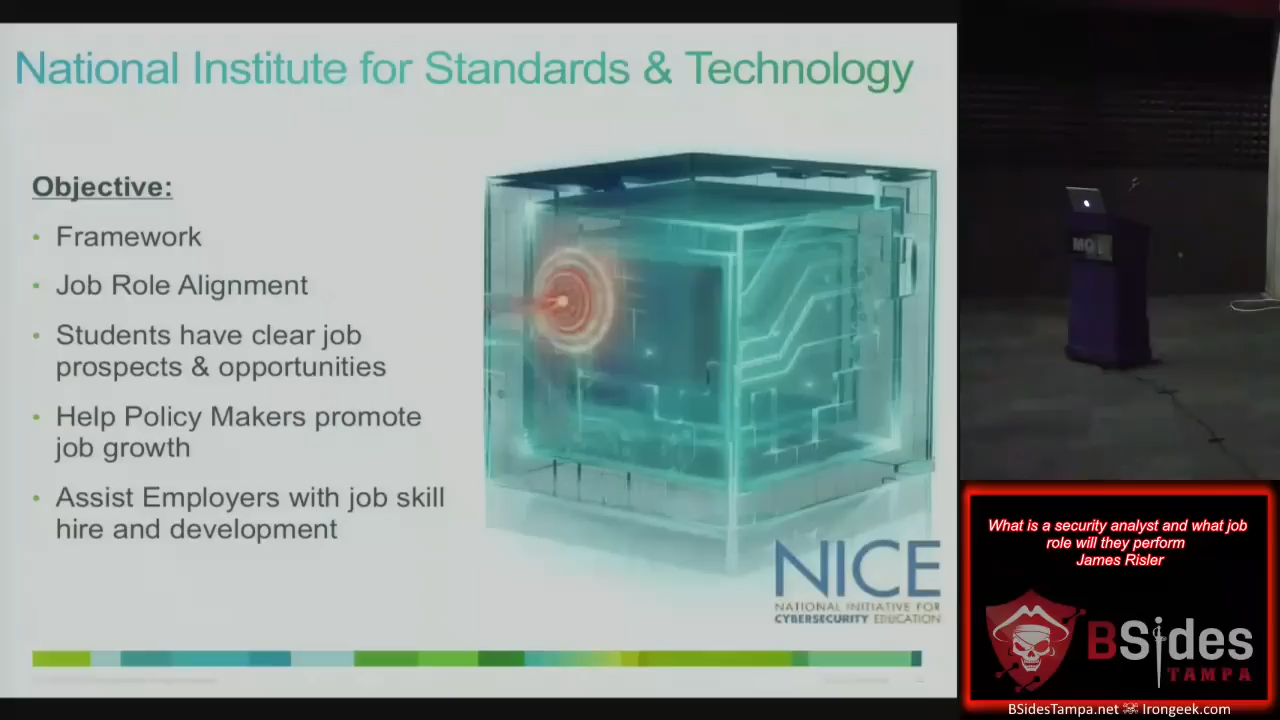 National Institute for Standards & Technology
Objective:
• Framework
• Job Role Alignment
• Students have clear job
prospects & opportunities
• Help Policy Makers promote
job growth
• Assist Employers with job skill
hire and development
NICE
NATIONAL INITIATIVE FOR
CYBERSECURITY EDUCATION
What is a security analyst and what job
role will they perform
James Risler
BSides
TAMPA
BSidesTampa.net Irongeek.com